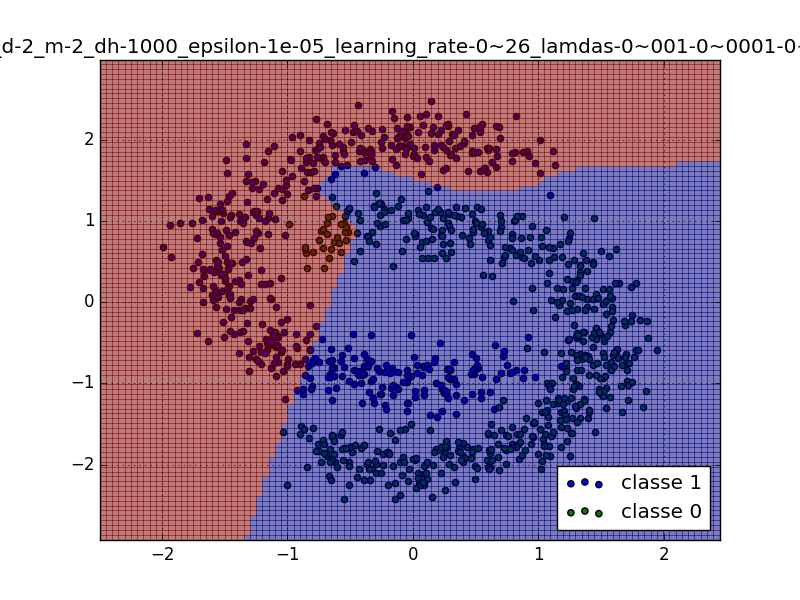 _d-2_m-2_dh-1000_epsilon-1e-05_learning_rate-0~26_lamdas-0~001-0~0001-0~
2
1
0
−1
−2
−2 −1 0 1 2
classe 1
classe 0